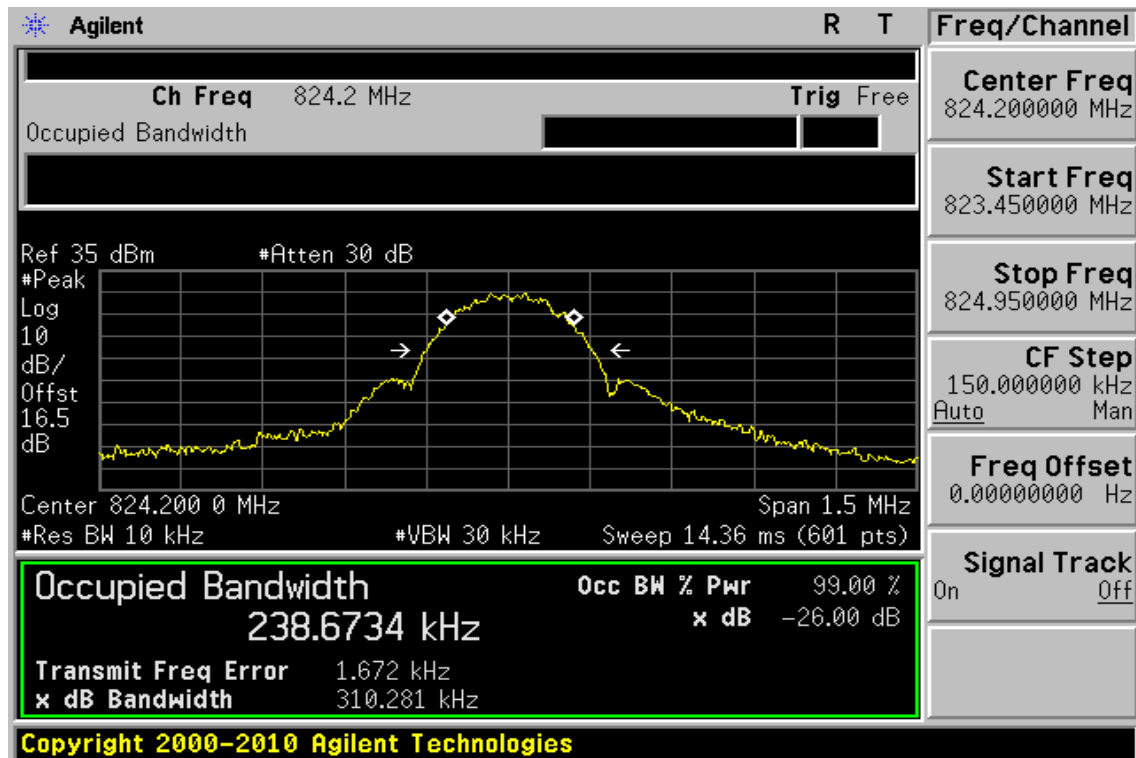 Agilent R T
Ch Freq 824.2 MHz Trig Free
Occupied Bandwidth
Ref 35 dBm #Atten 30 dB
#Peak
Log
10
dB/
Offst
16.5
dB
Center 824.200 0 MHz Span 1.5 MHz
#Res BW 10 kHz #VBW 30 kHz Sweep 14.36 ms (601 pts)
Occupied Bandwidth
238.6734 kHz
Occ BW % Pwr 99.00 %
x dB -26.00 dB
Transmit Freq Error 1.672 kHz
x dB Bandwidth 310.281 kHz
Copyright 2000-2010 Agilent Technologies
Freq/Channel
Center Freq
824.200000 MHz
Start Freq
823.450000 MHz
Stop Freq
824.950000 MHz
CF Step
150.000000 kHz
Auto Man
Freq Offset
0.00000000 Hz
Signal Track
On Off